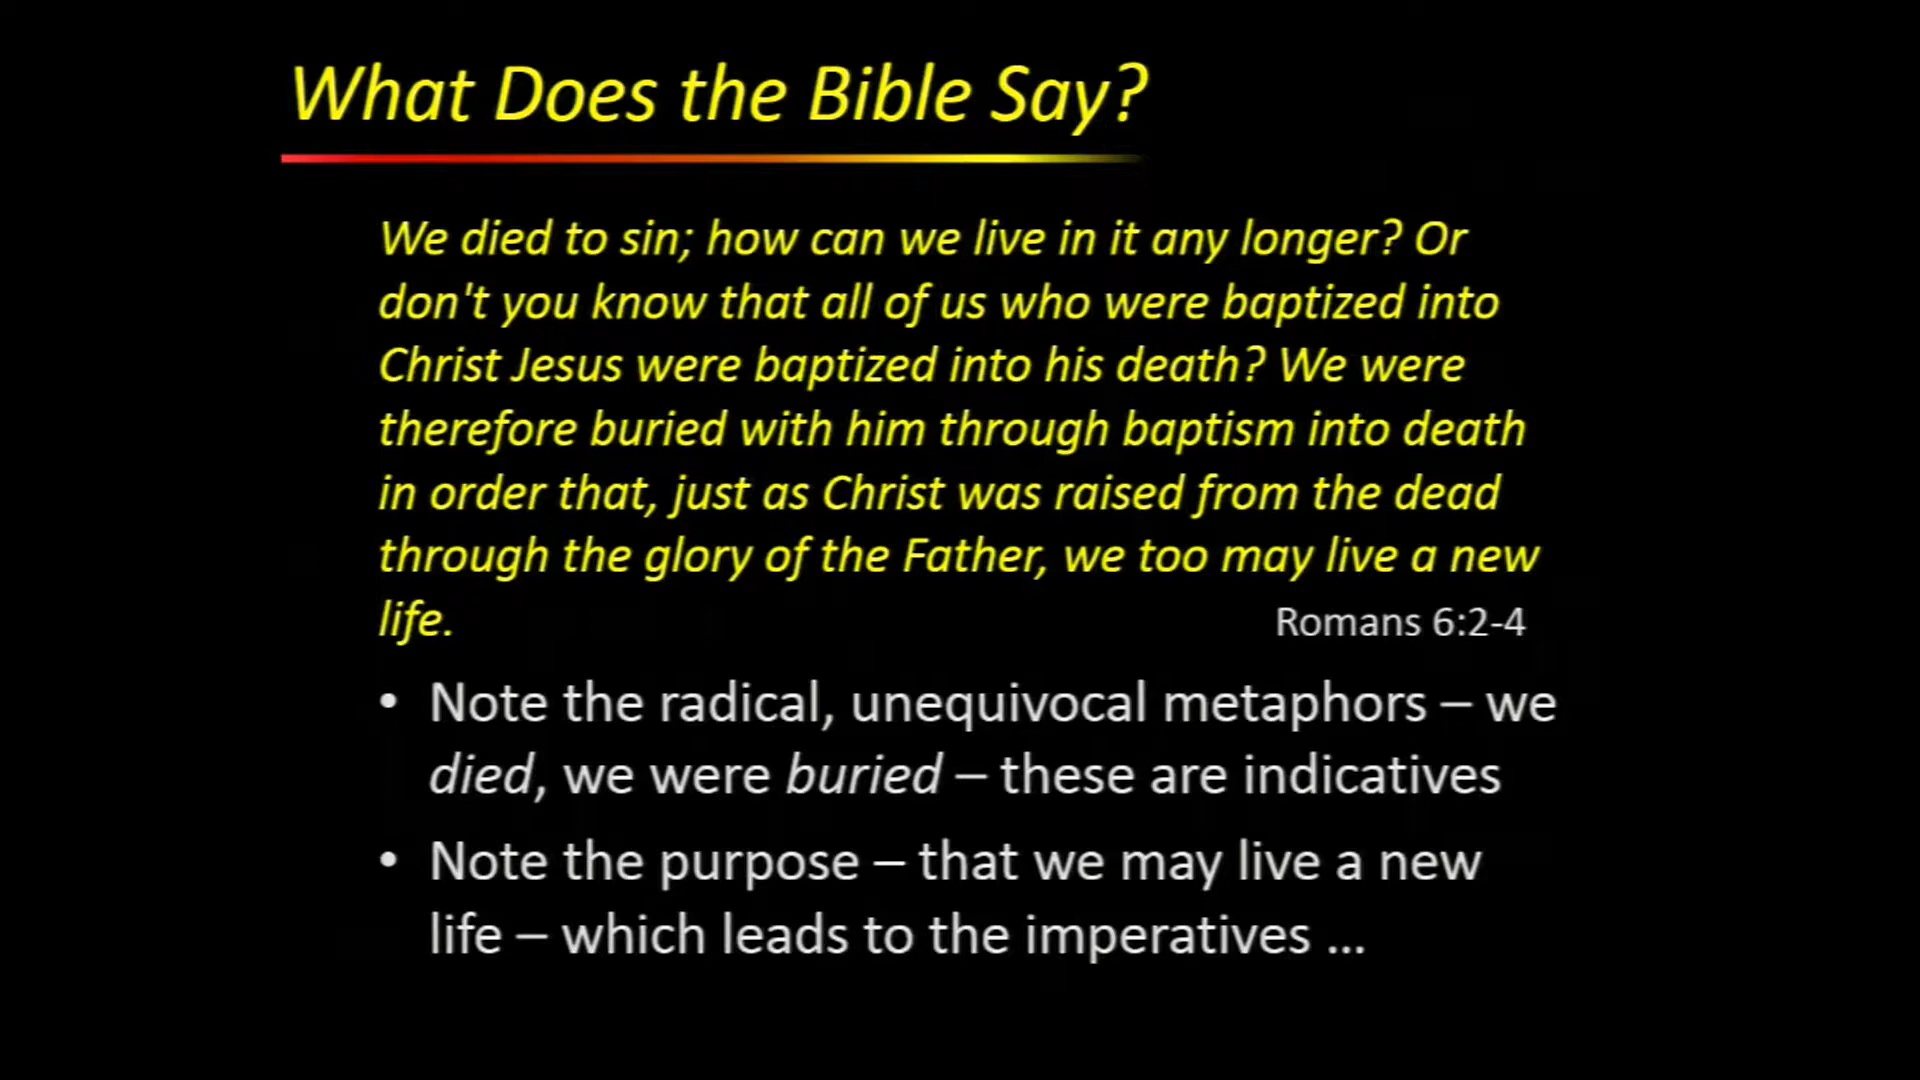 What Does the Bible Say?
We died to sin; how can we live in it any longer? Or
don't you know that all of us who were baptized into
Christ Jesus were baptized into his death? We were
therefore buried with him through baptism into death
in order that, just as Christ was raised from the dead
through the glory of the Father, we too may live a new
life. Romans 6:2-4
• Note the radical, unequivocal metaphors – we
died, we were buried – these are indicatives
• Note the purpose – that we may live a new
life – which leads to the imperatives ...